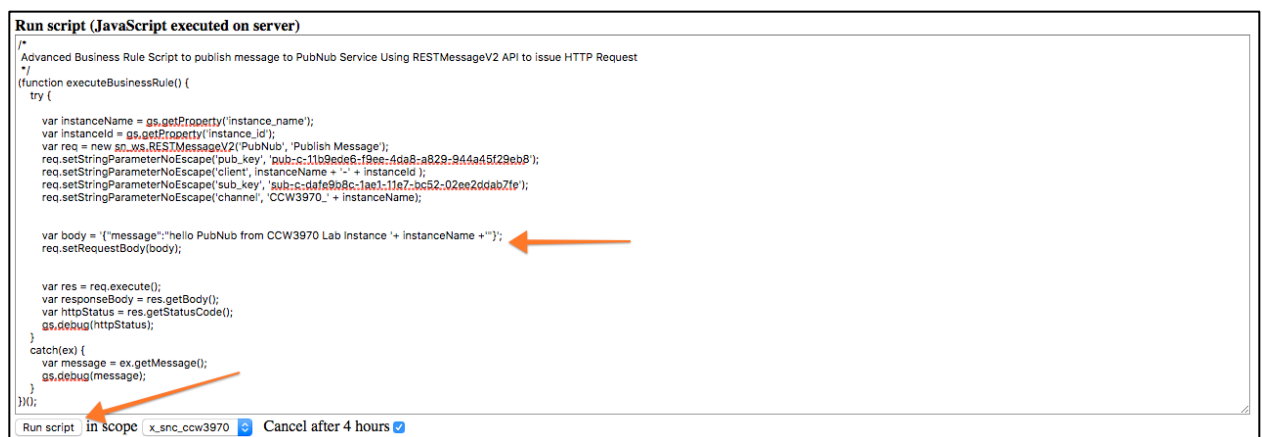 Run script (JavaScript executed on server)
/*
Advanced Business Rule Script to publish message to PubNub Service Using RESTMessageV2 API to issue HTTP Request
*/
(function executeBusinessRule() {
try {
var instanceName = gs.getProperty('instance_name');
var instanceId = gs.getProperty('instance_id');
var req = new sn_ws.RESTMessageV2('PubNub', 'Publish Message');
req.setStringParameterNoEscape('pub_key', 'pub-c-11b9ede6-f9ee-4da8-a829-944a45f29eb8');
req.setStringParameterNoEscape('client', instanceName + '-' + instanceId );
req.setStringParameterNoEscape('sub_key', 'sub-c-dafe9b8c-1ae1-11e7-bc52-02ee2ddab7fe');
req.setStringParameterNoEscape('channel', 'CCW3970_' + instanceName);
var body = '{"message":"hello PubNub from CCW3970 Lab Instance '+ instanceName +'"}';
req.setRequestBody(body);
var res = req.execute();
var responseBody = res.getBody();
var httpStatus = res.getStatusCode();
gs.debug(httpStatus);
}
catch(ex) {
var message = ex.getMessage();
gs.debug(message);
}
})();
Run script in scope x_snc_ccw3970 Cancel after 4 hours